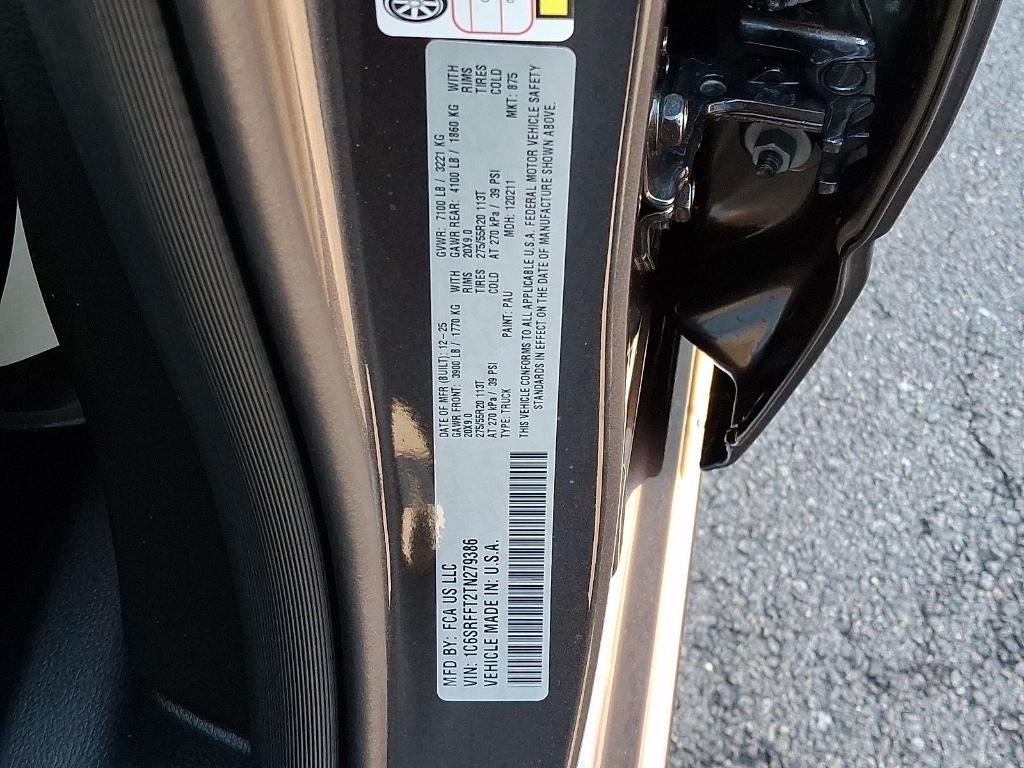 MFD BY: FCA US LLC
VIN: 1C6SRFFT2TN279386
VEHICLE MADE IN: U.S.A.
DATE OF MFR (BUILT): 12-25 GVWR: 7100 LB / 3221 KG
GAWR FRONT: 3900 LB / 1770 KG WITH GAWR REAR: 4100 LB / 1860 KG WITH
20X9.0 RIMS 20X9.0 RIMS
275/55R20 113T TIRES 275/55R20 113T TIRES
AT 270 kPa / 39 PSI COLD AT 270 kPa / 39 PSI COLD
TYPE: TRUCK PAINT: PAU MDH: 120211 MKT: 875
THIS VEHICLE CONFORMS TO ALL APPLICABLE U.S.A. FEDERAL MOTOR VEHICLE SAFETY
STANDARDS IN EFFECT ON THE DATE OF MANUFACTURE SHOWN ABOVE.